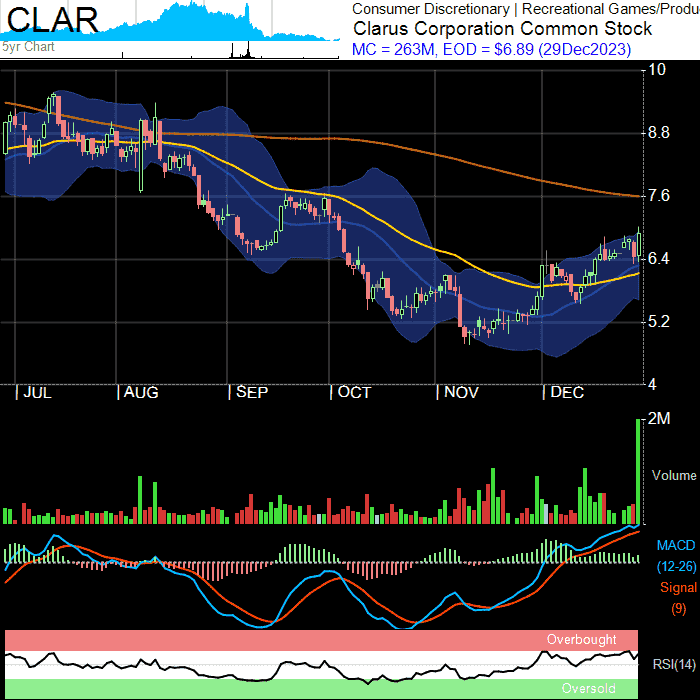 CLAR
5yr Chart
Consumer Discretionary | Recreational Games/Produ
Clarus Corporation Common Stock
MC = 263M, EOD = $6.89 (29Dec2023)
10
8.8
7.6
6.4
5.2
4
JUL AUG SEP OCT NOV DEC
2M
Volume
MACD
(12-26)
Signal
(9)
Overbought
RSI(14)
Oversold